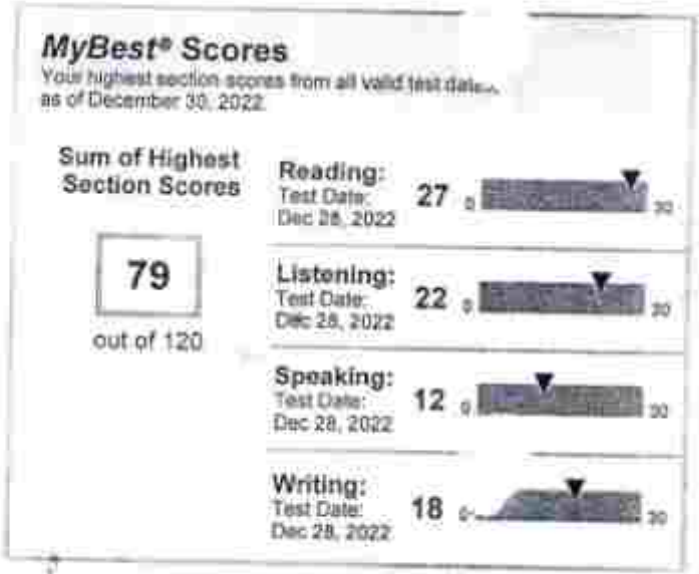 MyBest® Scores
Your highest section scores from all valid test
as of December 30, 2022
Sum of Highest
Section Scores
79
out of 120
Reading:
Test Date:
Dec 28, 2022
27
0
30
Listening:
Test Date:
Dec 28, 2022
22
0
30
Speaking:
Test Date:
Dec 28, 2022
12
0
30
Writing:
Test Date:
Dec 28, 2022
18
0
30